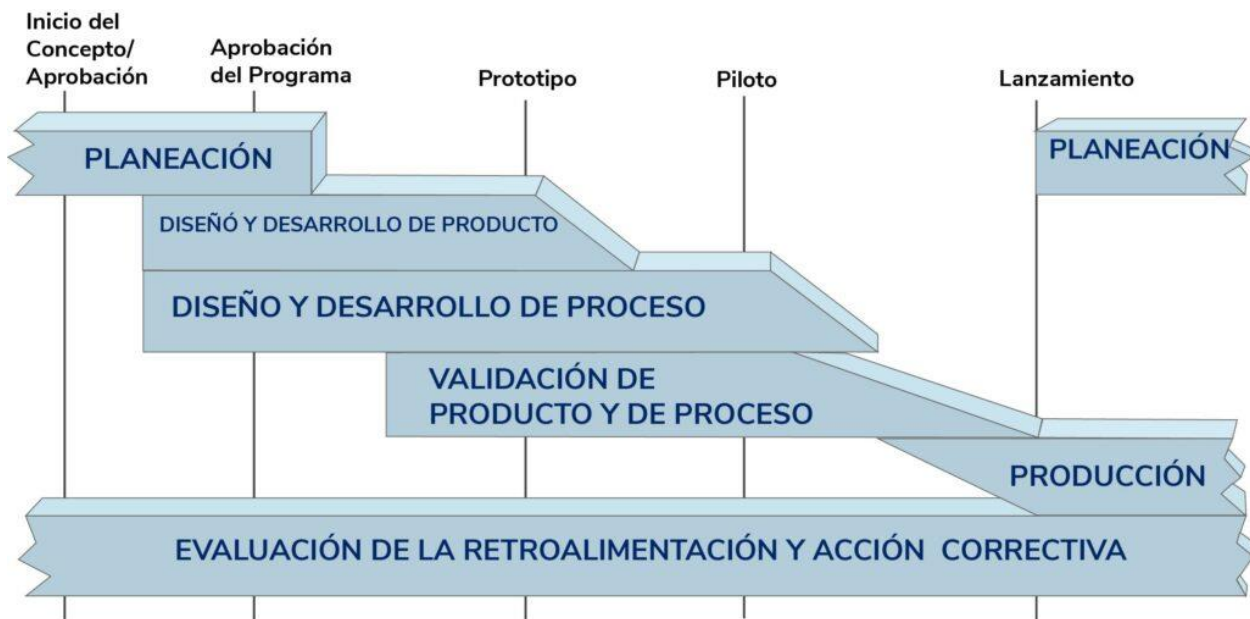 Inicio del
Concepto/
Aprobación
Aprobación
del Programa
Prototipo
Piloto
Lanzamiento
PLANEACIÓN
PLANEACIÓN
DISEÑÓ Y DESARROLLO DE PRODUCTO
DISEÑO Y DESARROLLO DE PROCESO
VALIDACIÓN DE
PRODUCTO Y DE PROCESO
PRODUCCIÓN
EVALUACIÓN DE LA RETROALIMENTACIÓN Y ACCIÓN CORRECTIVA